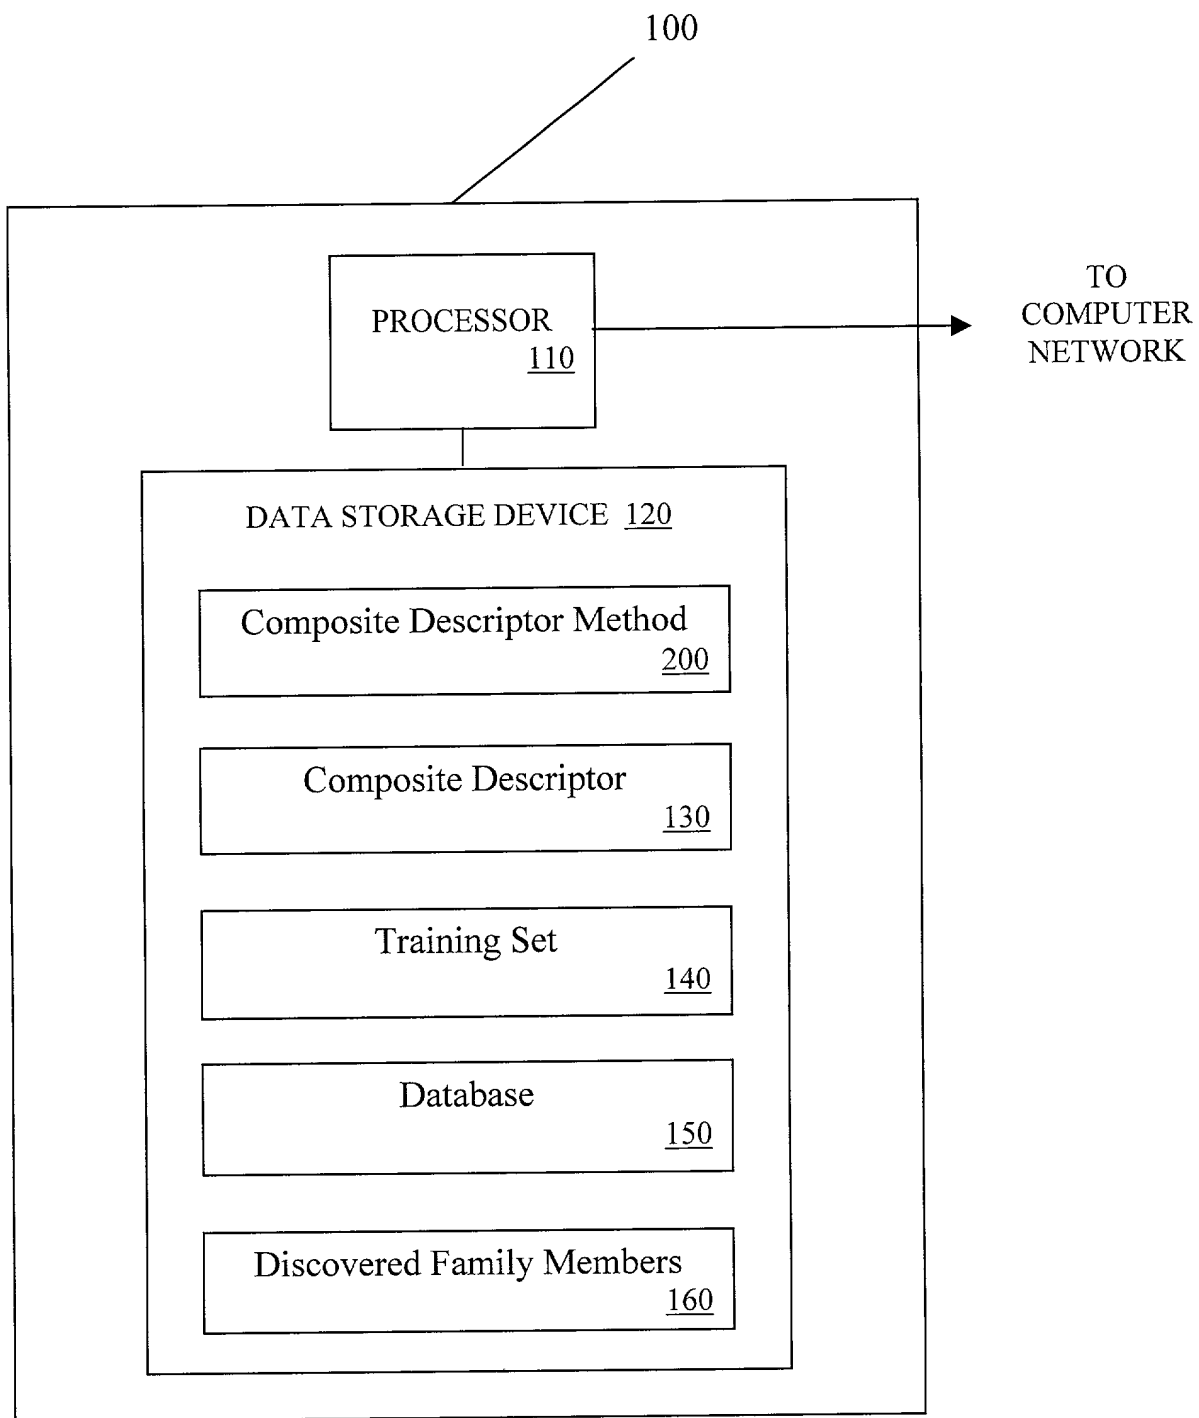 100
PROCESSOR
110
TO
COMPUTER
NETWORK
DATA STORAGE DEVICE 120
Composite Descriptor Method
200
Composite Descriptor
130
Training Set
140
Database
150
Discovered Family Members
160